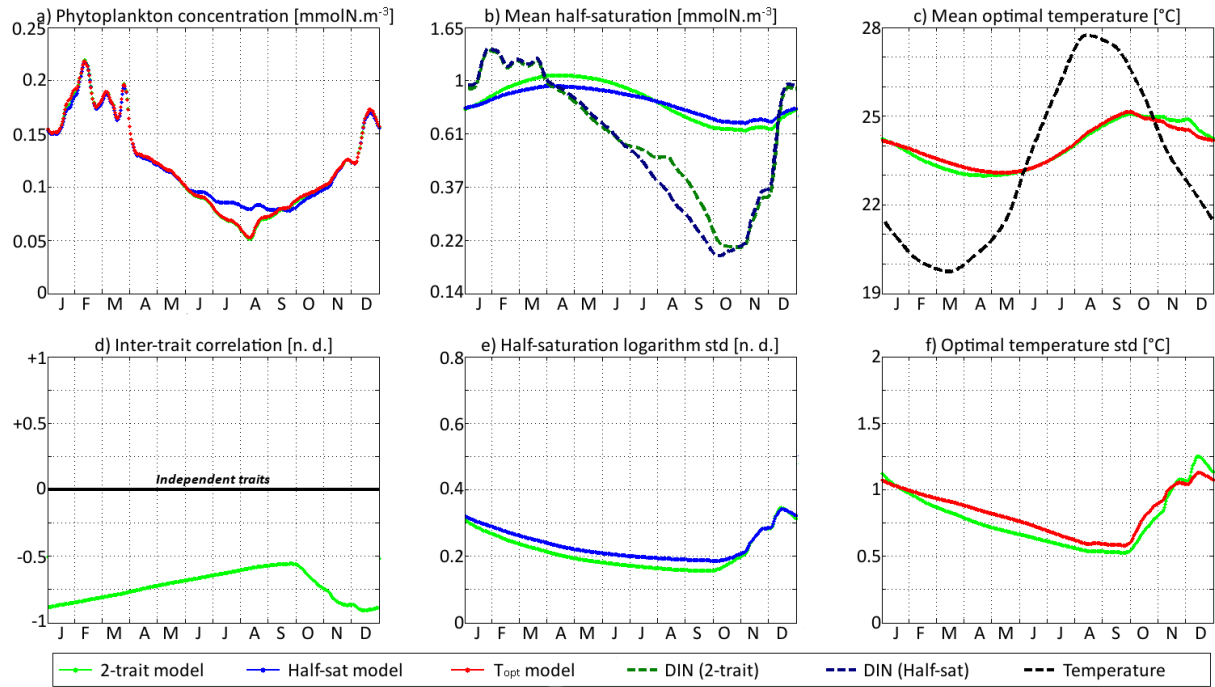 a) Phytoplankton concentration [mmolN.m-3]
0.25
0.2
0.15
0.1
0.05
0
J F M A M J J A S O N D
b) Mean half-saturation [mmolN.m-3]
1.65
1
0.61
0.37
0.22
0.14
J F M A M J J A S O N D
c) Mean optimal temperature [°C]
28
25
22
19
J F M A M J J A S O N D
d) Inter-trait correlation [n. d.]
+1
+0.5
Independent traits
0
-0.5
-1
J F M A M J J A S O N D
e) Half-saturation logarithm std [n. d.]
0.8
0.6
0.4
0.2
0
J F M A M J J A S O N D
f) Optimal temperature std [°C]
2
1.5
1
0.5
0
J F M A M J J A S O N D
2-trait model Half-sat model Topt model DIN (2-trait) DIN (Half-sat) Temperature